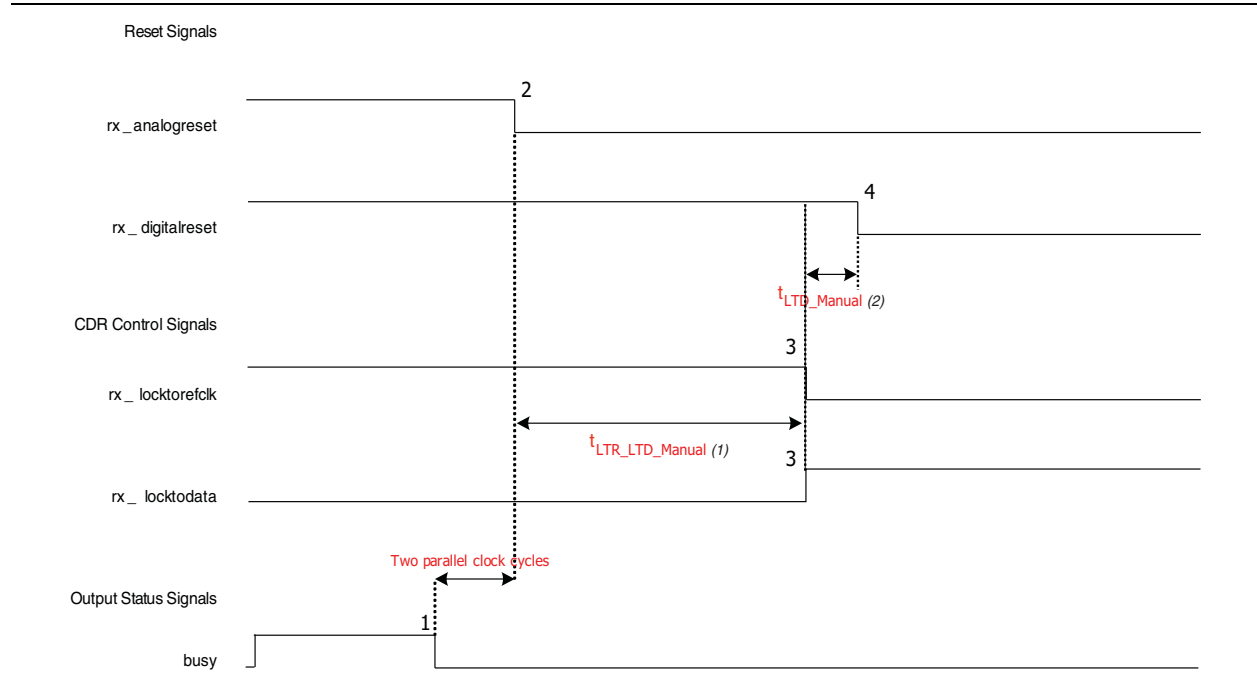 Reset Signals
2
rx _ analogreset
4
rx _ digitalreset
tLTD_Manual (2)
CDR Control Signals
3
rx _ locktorefclk
tLTR_LTD_Manual (1)
3
rx _ locktodata
Two parallel clock cycles
Output Status Signals
1
busy